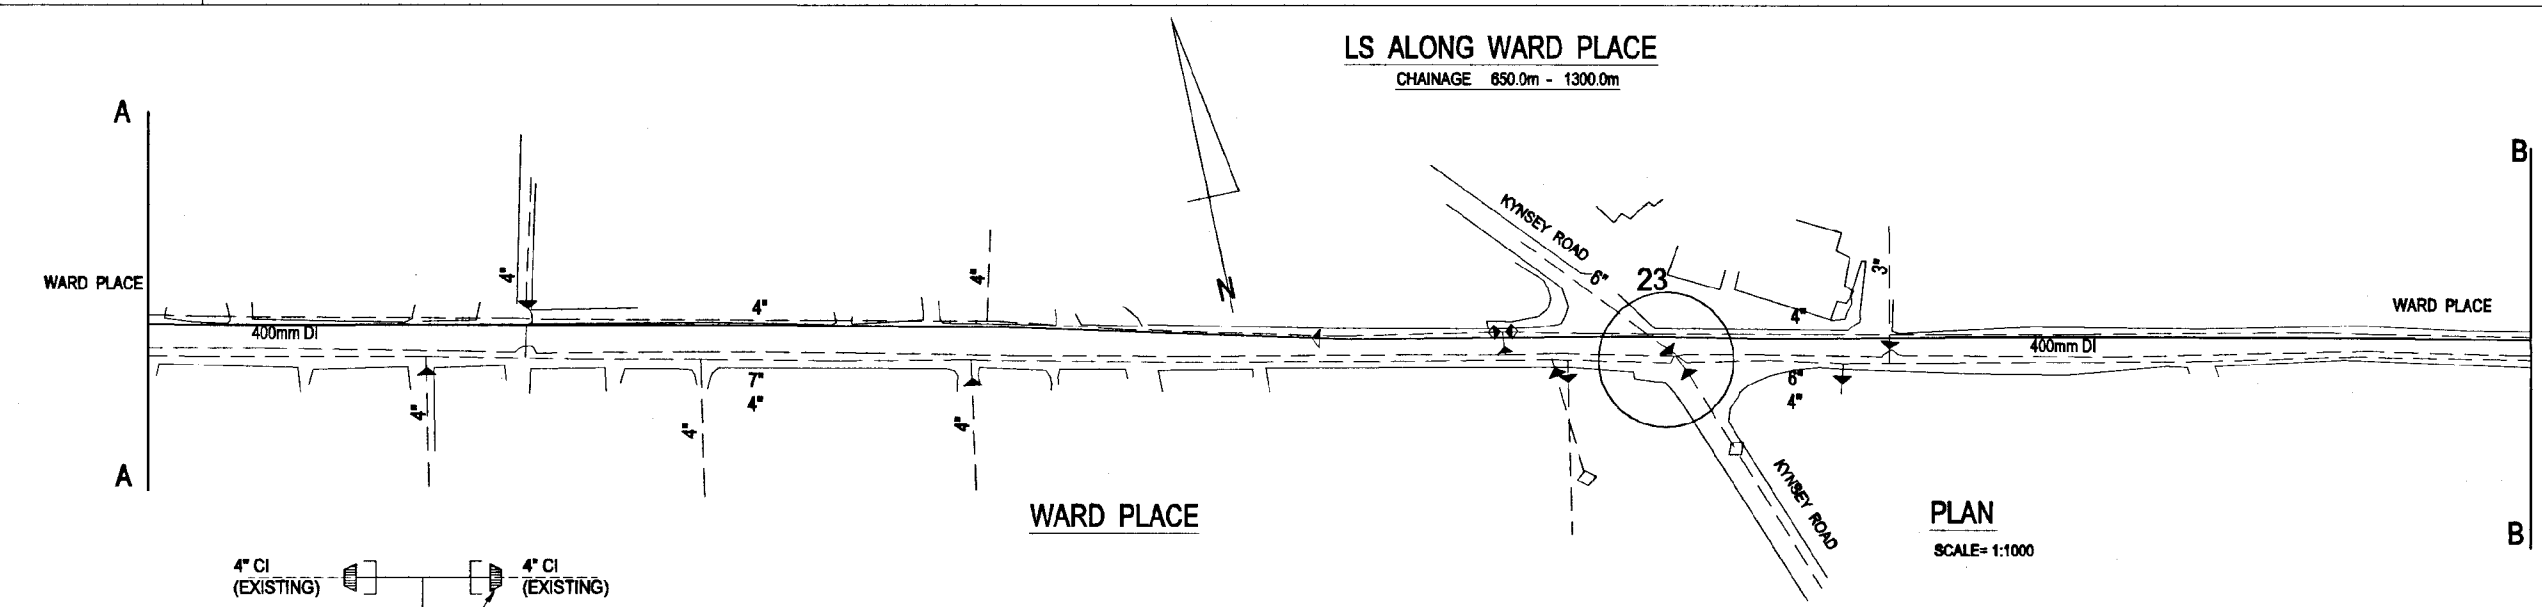 LS ALONG WARD PLACE
CHAINAGE 650.0m - 1300.0m
A
B
KYNSEY ROAD
6"
23
4"
4"
3"
WARD PLACE
4"
4"
WARD PLACE
400mm DI
400mm DI
7"
4"
6"
4"
4"
4"
4"
A
KYNSEY ROAD
WARD PLACE
PLAN
SCALE= 1:1000
B
N
4" CI
(EXISTING)
4" CI
(EXISTING)